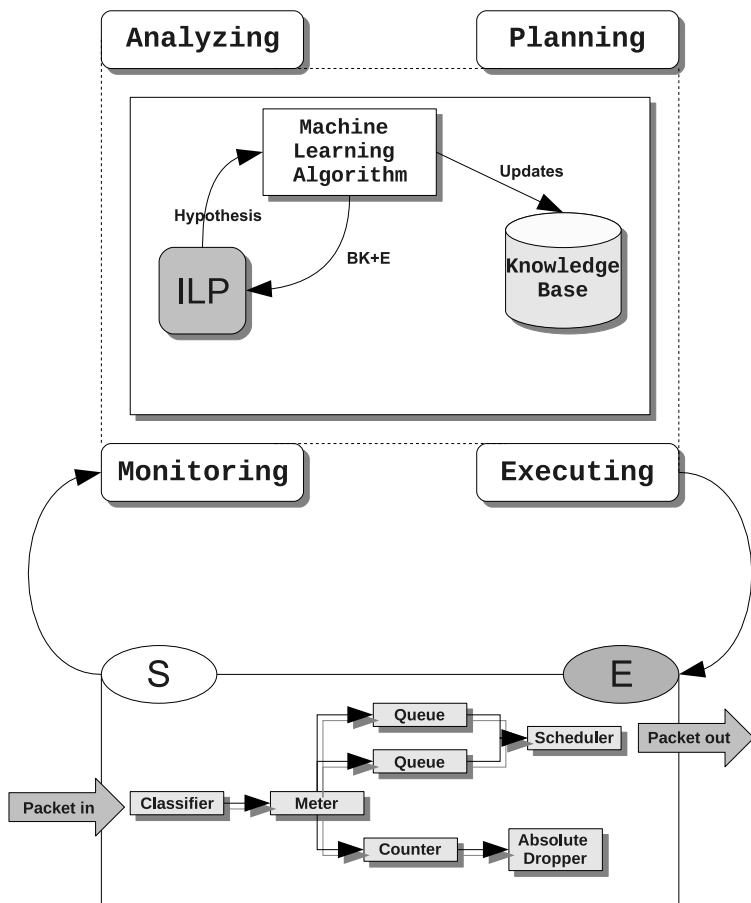 Analyzing
Planning
Machine
Learning
Algorithm
Updates
Hypothesis
BK+E
ILP
Knowledge
Base
Monitoring
Executing
S
E
Queue
Scheduler
Packet out
Queue
Packet in
Classifier
Meter
Counter
Absolute
Dropper